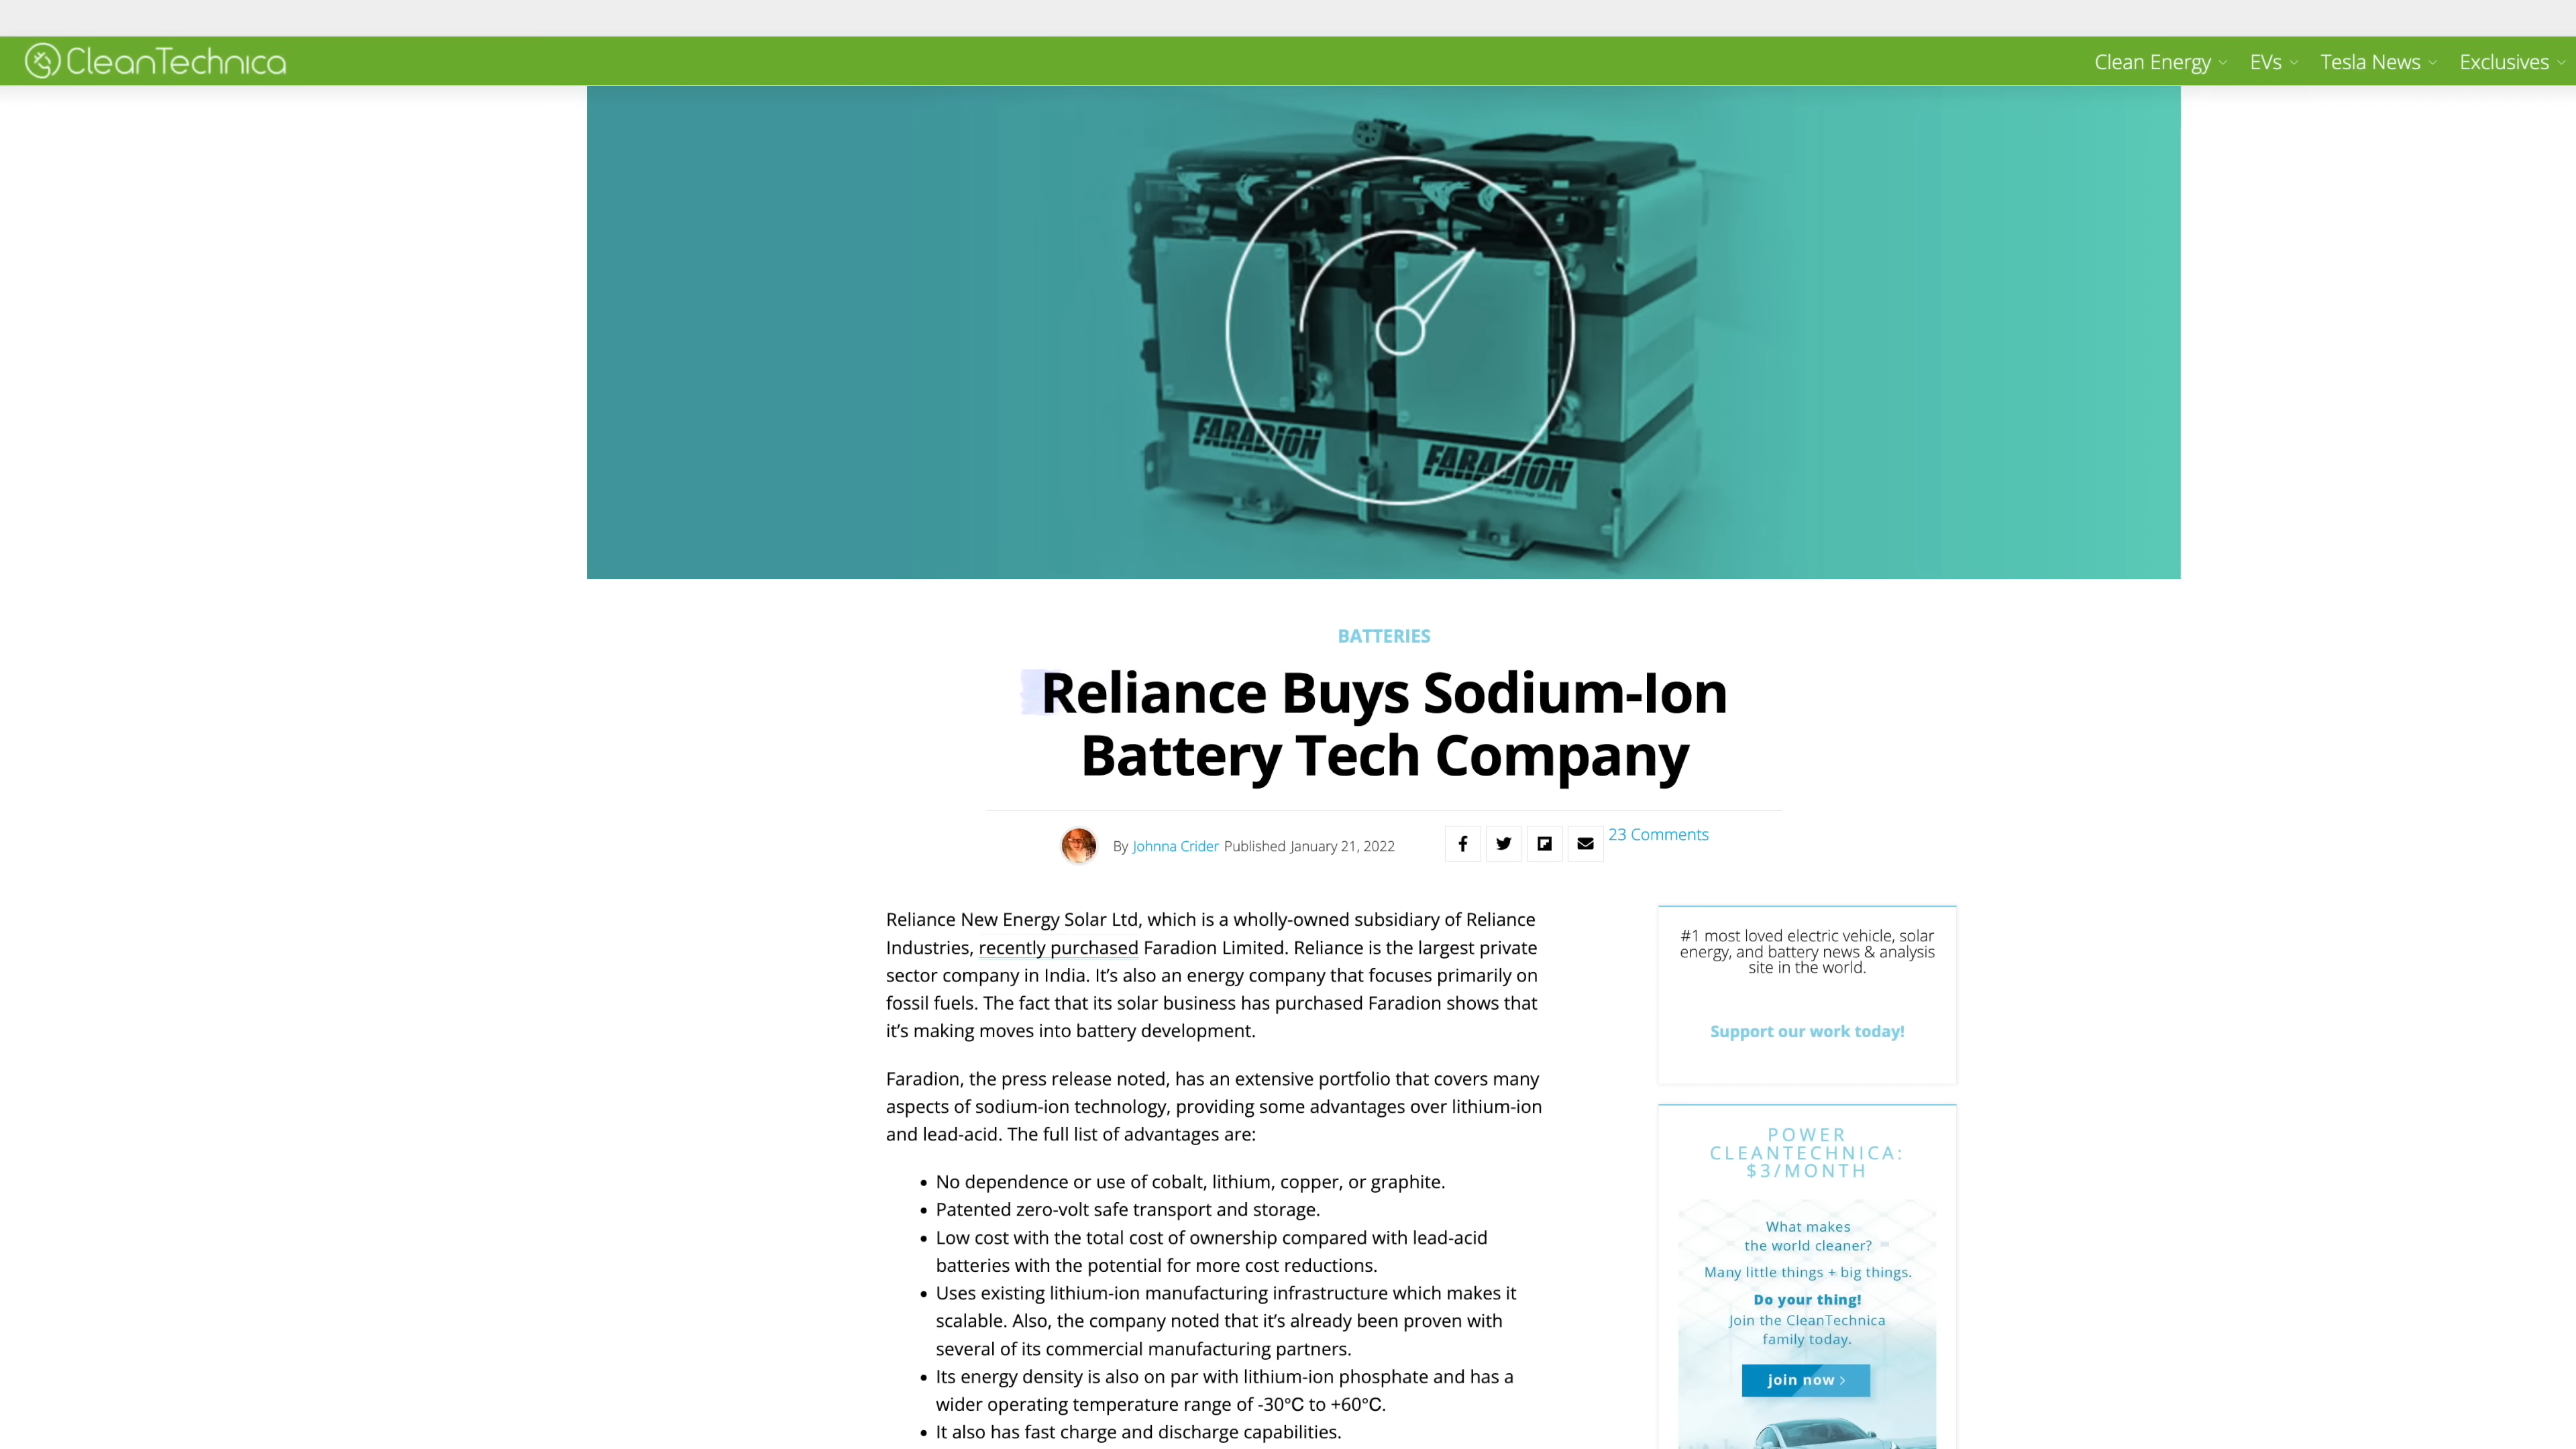 CleanTechnica
Clean Energy
EVs
Tesla News
Exclusives
FARADION
FARADION
BATTERIES
Reliance Buys Sodium-Ion
Battery Tech Company
By Johnna Crider Published January 21, 2022
23 Comments
Reliance New Energy Solar Ltd, which is a wholly-owned subsidiary of Reliance
Industries, recently purchased Faradion Limited. Reliance is the largest private
sector company in India. It’s also an energy company that focuses primarily on
fossil fuels. The fact that its solar business has purchased Faradion shows that
it’s making moves into battery development.
Faradion, the press release noted, has an extensive portfolio that covers many
aspects of sodium-ion technology, providing some advantages over lithium-ion
and lead-acid. The full list of advantages are:
• No dependence or use of cobalt, lithium, copper, or graphite.
• Patented zero-volt safe transport and storage.
• Low cost with the total cost of ownership compared with lead-acid
batteries with the potential for more cost reductions.
• Uses existing lithium-ion manufacturing infrastructure which makes it
scalable. Also, the company noted that it’s already been proven with
several of its commercial manufacturing partners.
• Its energy density is also on par with lithium-ion phosphate and has a
wider operating temperature range of -30°C to +60°C.
• It also has fast charge and discharge capabilities.
#1 most loved electric vehicle, solar
energy, and battery news & analysis
site in the world.
Support our work today!
POWER
CLEANTECHNICA:
$3/MONTH
What makes
the world cleaner?
Many little things + big things.
Do your thing!
Join the CleanTechnica
family today.
join now >